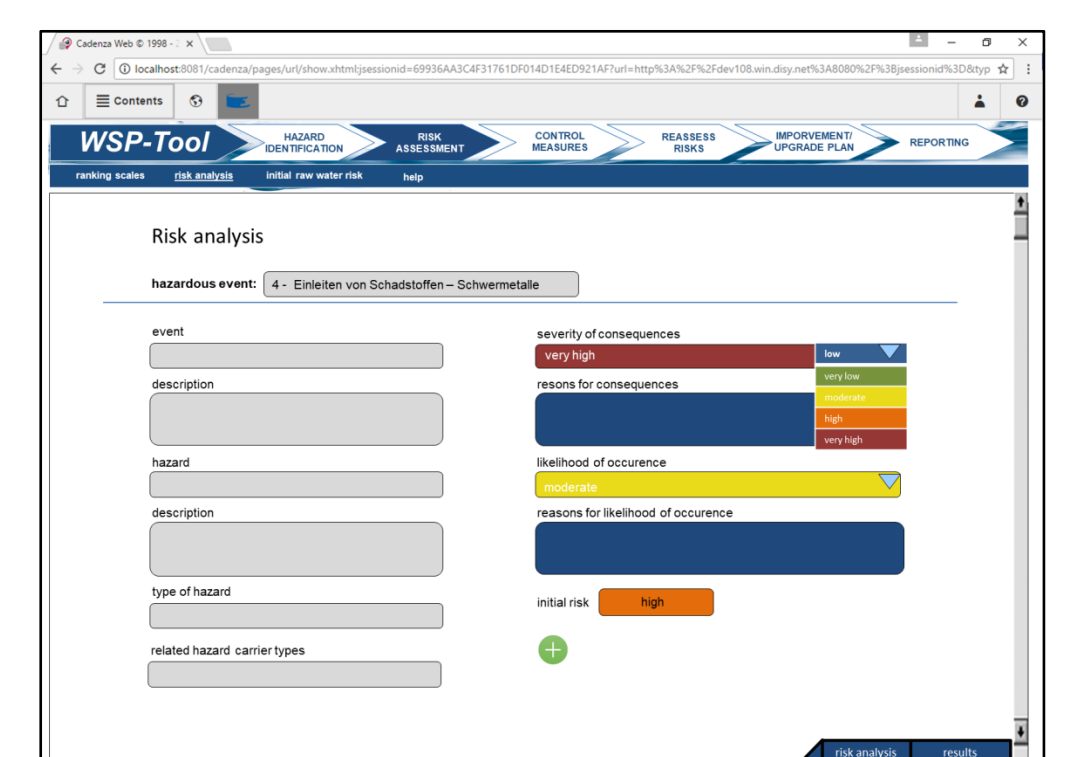 Cadenza Web © 1998 - 2
localhost:8081/cadenza/pages/url/show.xhtml;jsessionid=69936AA3C4F31761DF014D1E4ED921AF?url=http%3A%2F%2Fdev108.win.disy.net%3A8080%2F%3Bjsessionid%3D&typ
Contents
WSP-Tool
HAZARD
IDENTIFICATION
RISK
ASSESSMENT
CONTROL
MEASURES
REASSESS
RISKS
IMPORVEMENT/
UPGRADE PLAN
REPORTING
ranking scales risk analysis initial raw water risk help
Risk analysis
hazardous event: 4 - Einleiten von Schadstoffen – Schwermetalle
event
description
hazard
description
type of hazard
related hazard carrier types
severity of consequences
very high
low
very low
moderate
high
very high
resons for consequences
likelihood of occurence
moderate
reasons for likelihood of occurence
initial risk high
risk analysis results